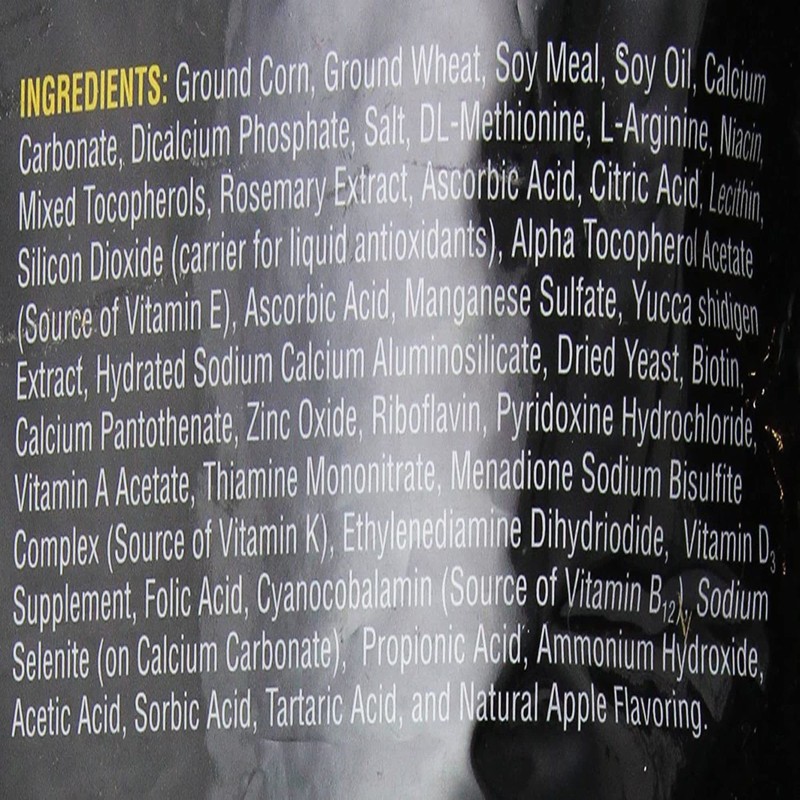 INGREDIENTS: Ground Corn, Ground Wheat, Soy Meal, Soy Oil, Calcium
Carbonate, Dicalcium Phosphate, Salt, DL-Methionine, L-Arginine, Niacin,
Mixed Tocopherols, Rosemary Extract, Ascorbic Acid, Citric Acid, Lecithin,
Silicon Dioxide (carrier for liquid antioxidants), Alpha Tocopherol Acetate
(Source of Vitamin E), Ascorbic Acid, Manganese Sulfate, Yucca shidigen
Extract, Hydrated Sodium Calcium Aluminosilicate, Dried Yeast, Biotin,
Calcium Pantothenate, Zinc Oxide, Riboflavin, Pyridoxine Hydrochloride,
Vitamin A Acetate, Thiamine Mononitrate, Menadione Sodium Bisulfite
Complex (Source of Vitamin K), Ethylenediamine Dihydriodide, Vitamin D3
Supplement, Folic Acid, Cyanocobalamin (Source of Vitamin B12), Sodium
Selenite (on Calcium Carbonate), Propionic Acid, Ammonium Hydroxide,
Acetic Acid, Sorbic Acid, Tartaric Acid, and Natural Apple Flavoring.